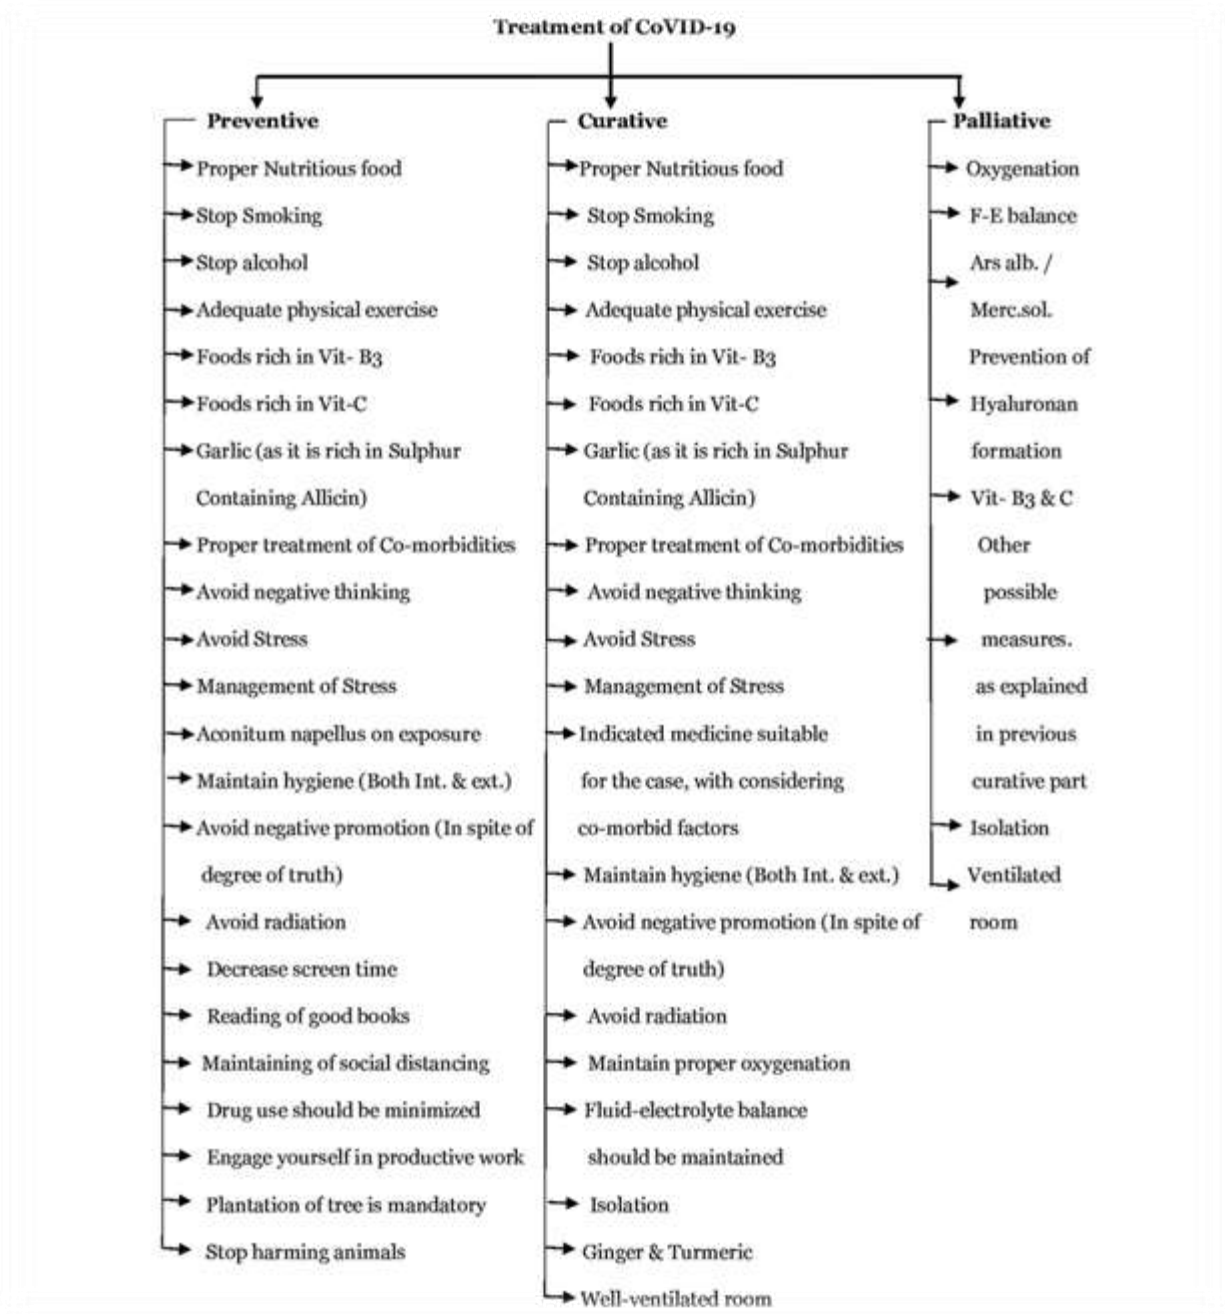 Treatment of CoVID-19
Preventive
Proper Nutritious food
Stop Smoking
Stop alcohol
Adequate physical exercise
Foods rich in Vit- B3
Foods rich in Vit-C
Garlic (as it is rich in Sulphur
Containing Allicin)
Proper treatment of Co-morbidities
Avoid negative thinking
Avoid Stress
Management of Stress
Aconitum napellus on exposure
Maintain hygiene (Both Int. & ext.)
Avoid negative promotion (In spite of
degree of truth)
Avoid radiation
Decrease screen time
Reading of good books
Maintaining of social distancing
Drug use should be minimized
Engage yourself in productive work
Plantation of tree is mandatory
Stop harming animals
Curative
Proper Nutritious food
Stop Smoking
Stop alcohol
Adequate physical exercise
Foods rich in Vit- B3
Foods rich in Vit-C
Garlic (as it is rich in Sulphur
Containing Allicin)
Proper treatment of Co-morbidities
Avoid negative thinking
Avoid Stress
Management of Stress
Indicated medicine suitable
for the case, with considering
co-morbid factors
Maintain hygiene (Both Int. & ext.)
Avoid negative promotion (In spite of
degree of truth)
Avoid radiation
Maintain proper oxygenation
Fluid-electrolyte balance
should be maintained
Isolation
Ginger & Turmeric
Well-ventilated room
Palliative
Oxygenation
F-E balance
Ars alb. /
Merc.sol.
Prevention of
Hyaluronan
formation
Vit- B3 & C
Other
possible
measures.
as explained
in previous
curative part
Isolation
Ventilated
room